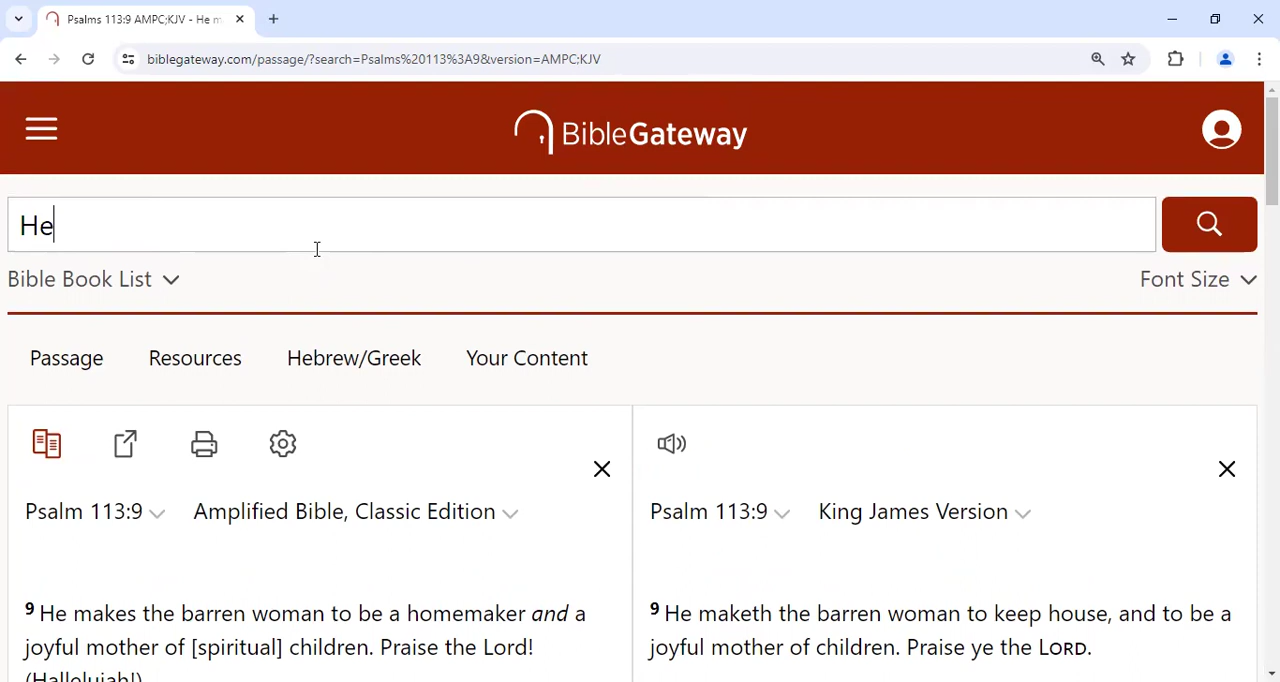 Psalms 113:9 AMPC;KJV - He m
biblegateway.com/passage/?search=Psalms%20113%3A9&version=AMPC;KJV
BibleGateway
He
Bible Book List
Font Size
Passage Resources Hebrew/Greek Your Content
Psalm 113:9 Amplified Bible, Classic Edition
9 He makes the barren woman to be a homemaker and a
joyful mother of [spiritual] children. Praise the Lord!
(Hallelujah!)
Psalm 113:9 King James Version
9 He maketh the barren woman to keep house, and to be a
joyful mother of children. Praise ye the LORD.